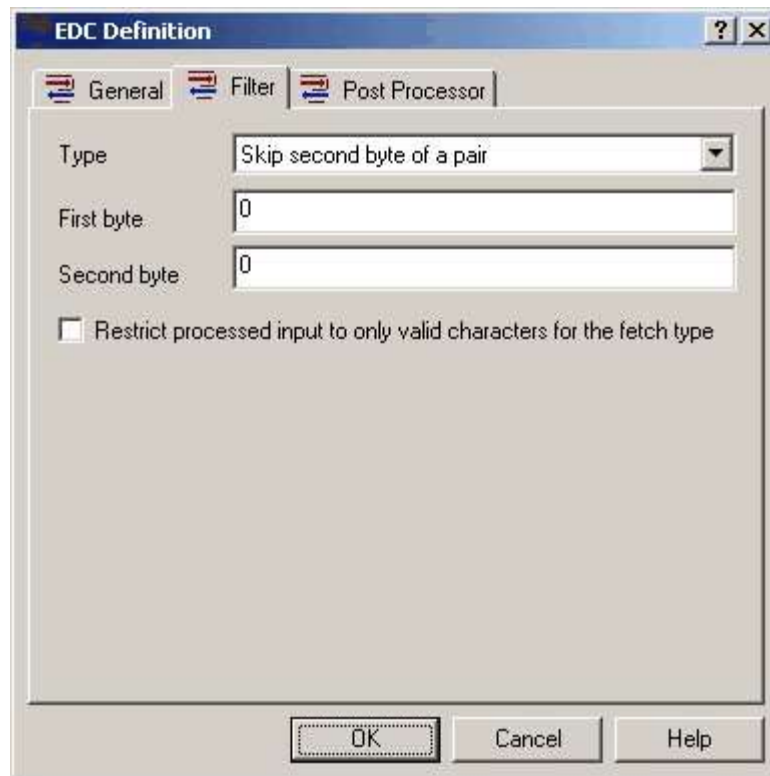 EDC Definition
General Filter Post Processor
Type Skip second byte of a pair
First byte 0
Second byte 0
Restrict processed input to only valid characters for the fetch type
OK Cancel Help